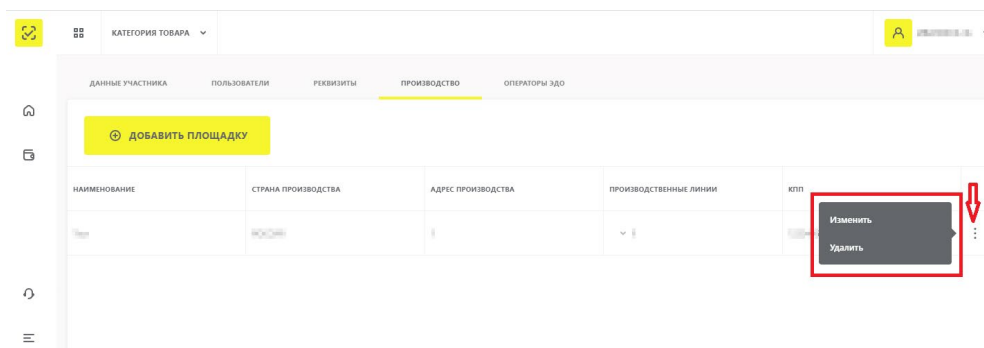 КАТЕГОРИЯ ТОВАРА
ДАННЫЕ УЧАСТНИКА ПОЛЬЗОВАТЕЛИ РЕКВИЗИТЫ ПРОИЗВОДСТВО ОПЕРАТОРЫ ЭДО
ДОБАВИТЬ ПЛОЩАДКУ
НАИМЕНОВАНИЕ СТРАНА ПРОИЗВОДСТВА АДРЕС ПРОИЗВОДСТВА ПРОИЗВОДСТВЕННЫЕ ЛИНИИ КПП
Изменить
Удалить